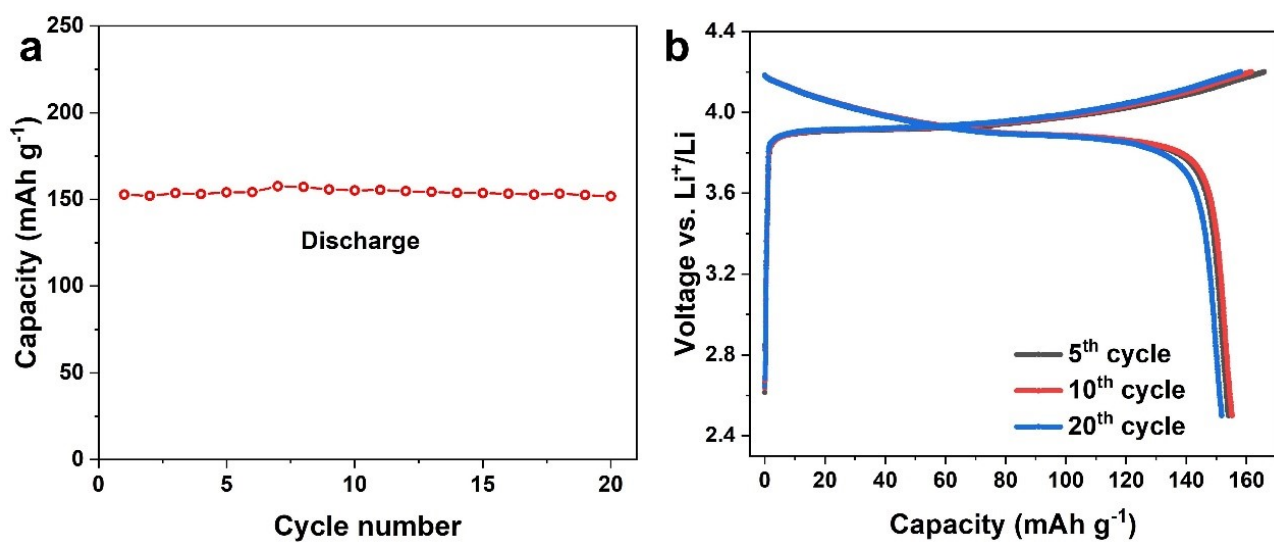 a
250
200
150
100
50
0
Capacity (mAh g⁻¹)
Discharge
0 5 10 15 20
Cycle number
b
4.4
4.0
3.6
3.2
2.8
2.4
Voltage vs. Li⁺/Li
5ᵗʰ cycle
10ᵗʰ cycle
20ᵗʰ cycle
0 20 40 60 80 100 120 140 160
Capacity (mAh g⁻¹)